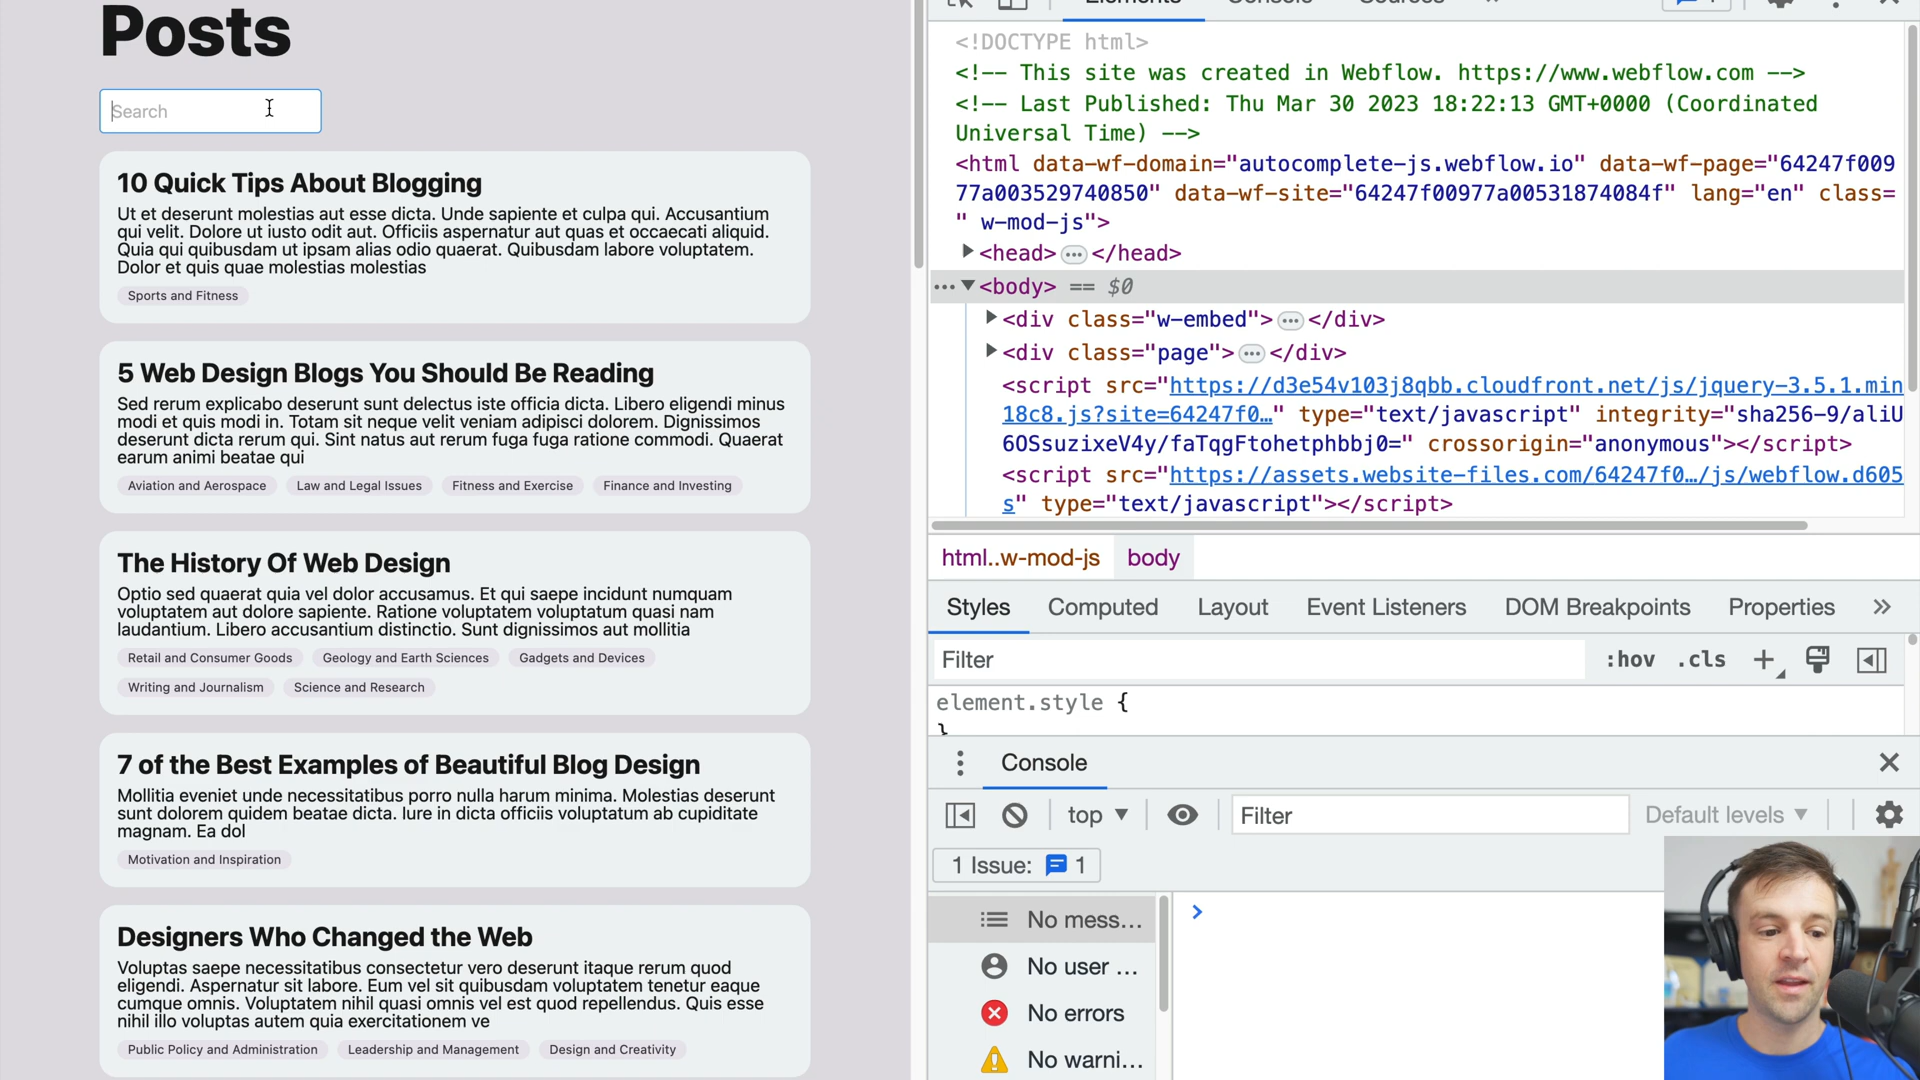 Posts
Search
10 Quick Tips About Blogging
Ut et deserunt molestias aut esse dicta. Unde sapiente et culpa qui. Accusantium
qui velit. Dolore ut iusto odit aut. Officiis aspernatur aut quas et occaecati aliquid.
Quia qui quibusdam ut ipsam alias odio quaerat. Quibusdam labore voluptatem.
Dolor et quis quae molestias molestias
Sports and Fitness
5 Web Design Blogs You Should Be Reading
Sed rerum explicabo deserunt sunt delectus iste officia dicta. Libero eligendi minus
modi et quis modi in. Totam sit neque velit veniam adipisci dolorem. Dignissimos
deserunt dicta rerum qui. Sint natus aut rerum fuga fuga ratione commodi. Quaerat
earum animi beatae qui
Aviation and Aerospace Law and Legal Issues Fitness and Exercise Finance and Investing
The History Of Web Design
Optio sed quaerat quia vel dolor accusamus. Et qui saepe incidunt numquam
voluptatem aut dolore sapiente. Ratione voluptatem voluptatum quasi nam
laudantium. Libero accusantium distinctio. Sunt dignissimos aut mollitia
Retail and Consumer Goods Geology and Earth Sciences Gadgets and Devices
Writing and Journalism Science and Research
7 of the Best Examples of Beautiful Blog Design
Mollitia eveniet unde necessitatibus porro nulla harum minima. Molestias deserunt
sunt dolorem quidem beatae dicta. Iure in dicta officiis voluptatum ab cupiditate
magnam. Ea dol
Motivation and Inspiration
Designers Who Changed the Web
Voluptas saepe necessitatibus consectetur vero deserunt itaque rerum quod
eligendi. Aspernatur sit labore. Eum vel sit quibusdam voluptatem tenetur eaque
cumque omnis. Voluptatem nihil quasi omnis vel est quod repellendus. Quis esse
nihil illo voluptas autem quia exercitationem ve
Public Policy and Administration Leadership and Management Design and Creativity
Elements Console Sources »
<!DOCTYPE html>
<!-- This site was created in Webflow. https://www.webflow.com -->
<!-- Last Published: Thu Mar 30 2023 18:22:13 GMT+0000 (Coordinated
Universal Time) -->
<html data-wf-domain="autocomplete-js.webflow.io" data-wf-page="64247f009
77a003529740850" data-wf-site="64247f00977a00531874084f" lang="en" class=
" w-mod-js">
<head> … </head>
… <body> == $0
<div class="w-embed"> … </div>
<div class="page"> … </div>
<script src="https://d3e54v103j8qbb.cloudfront.net/js/jquery-3.5.1.min
18c8.js?site=64247f0…" type="text/javascript" integrity="sha256-9/aliU
6OSsuzixeV4y/faTqgFtohetphbbj0=" crossorigin="anonymous"></script>
<script src="https://assets.website-files.com/64247f0…/js/webflow.d605
s" type="text/javascript"></script>
html..w-mod-js body
Styles Computed Layout Event Listeners DOM Breakpoints Properties »
Filter :hov .cls +
element.style {
}
Console
top ▼ Filter Default levels ▼
1 Issue: 1
No mess…
No user …
No errors
No warni…
>